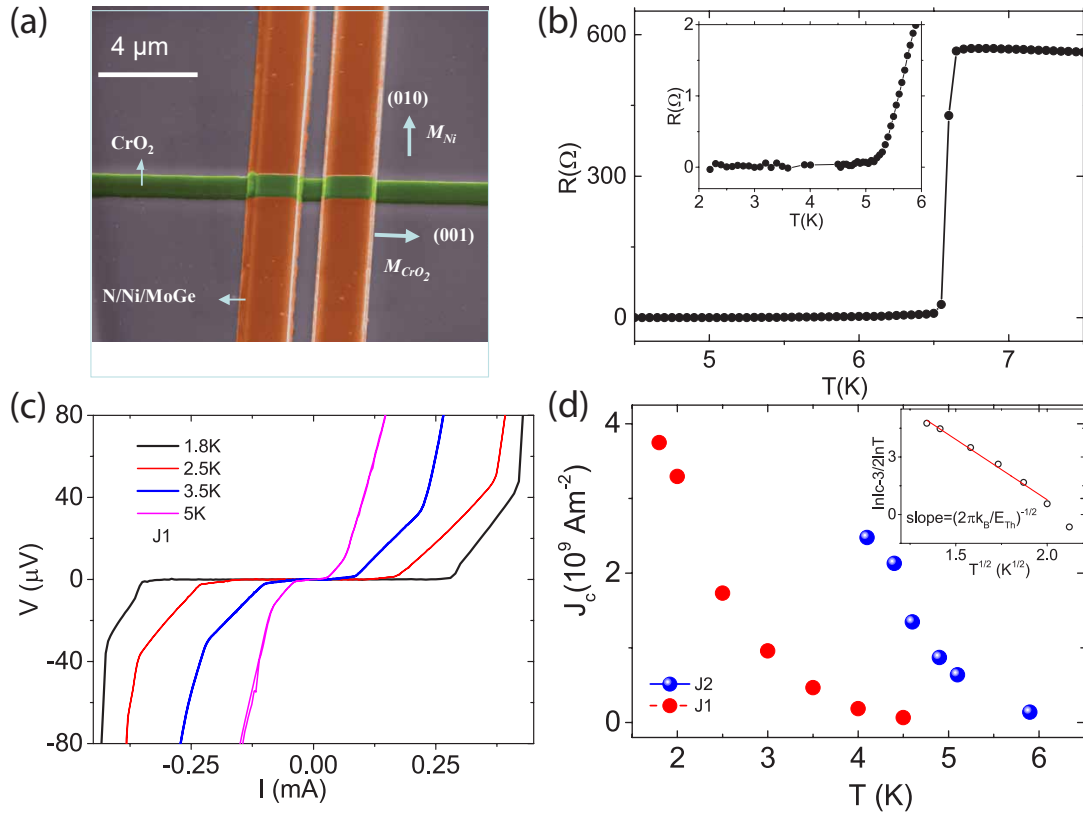 (a)
4 μm
(010)
M_Ni
CrO₂
(001)
M_CrO₂
N/Ni/MoGe
(b)
600
300
0
R(Ω)
5
6
7
T(K)
2
1
0
R(Ω)
2
3
4
5
6
T(K)
(c)
80
40
0
-40
-80
V (μV)
1.8K
2.5K
3.5K
5K
J1
-0.25
0.00
0.25
I (mA)
(d)
4
2
0
J_c(10⁹ Am⁻²)
J2
J1
2
3
4
5
6
T (K)
lnIc-3/2lnT
3
0
slope=(2πk_B/E_Th)^-1/2
1.5
2.0
T^1/2 (K^1/2)